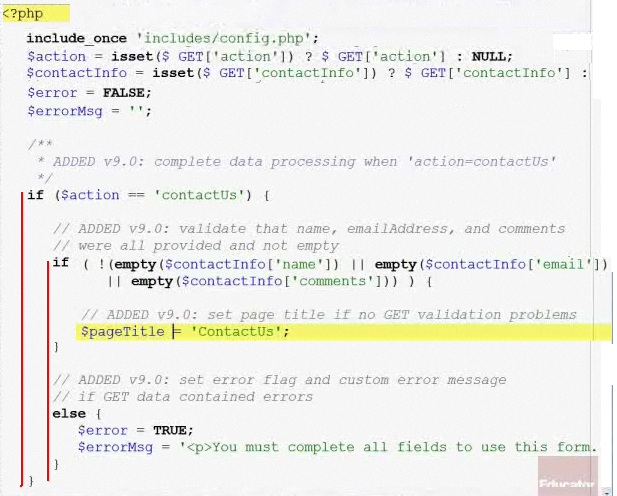 <?php
include_once 'includes/config.php';
$action = isset($ GET['action']) ? $ GET['action'] : NULL;
$contactInfo = isset($ GET['contactInfo']) ? $ GET['contactInfo'] :
$error = FALSE;
$errorMsg = '';
/**
* ADDED v9.0: complete data processing when 'action=contactUs'
*/
if ($action == 'contactUs') {
// ADDED v9.0: validate that name, emailAddress, and comments
// were all provided and not empty
if ( !(empty($contactInfo['name']) || empty($contactInfo['email'])
|| empty($contactInfo['comments'])) ) {
// ADDED v9.0: set page title if no GET validation problems
$pageTitle = 'ContactUs';
}
// ADDED v9.0: set error flag and custom error message
// if GET data contained errors
else {
$error = TRUE;
$errorMsg = '<p>You must complete all fields to use this form.
}
}
Educator